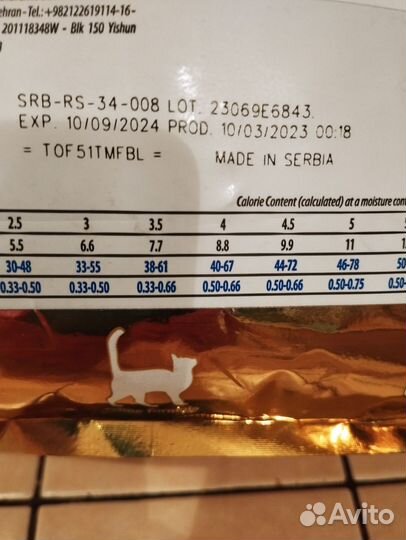 ehran - Tel.:+982122619114-16-
201118348W - Blk 150 Yishun
SRB-RS-34-008 LOT. 23069E6843.
EXP. 10/09/2024 PROD. 10/03/2023 00:18
= TOF51TMFBL = MADE IN SERBIA
Calorie Content (calculated) at a moisture con
2.5 3 3.5 4 4.5 5
5.5 6.6 7.7 8.8 9.9 11
30-48 33-55 38-61 40-67 44-72 46-78 50
0.33-0.50 0.33-0.50 0.33-0.66 0.50-0.66 0.50-0.66 0.50-0.75 0.50-
Avito